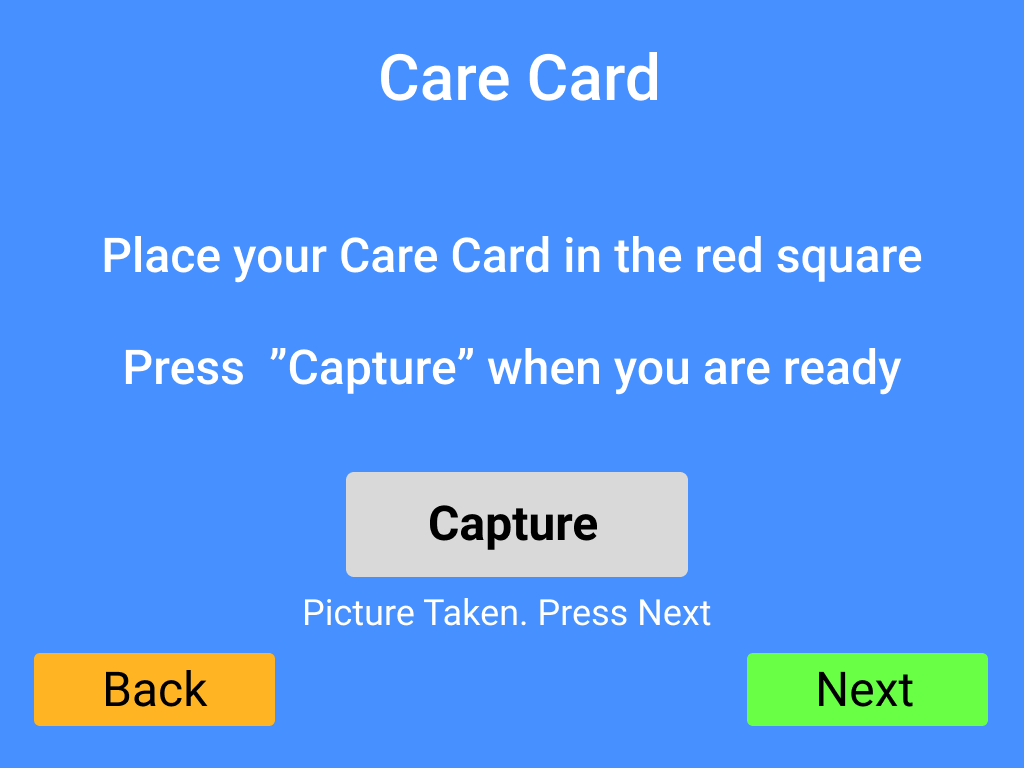 Care Card
Place your Care Card in the red square
Press  ”Capture” when you are ready
Capture
Picture Taken. Press Next
Back
Next